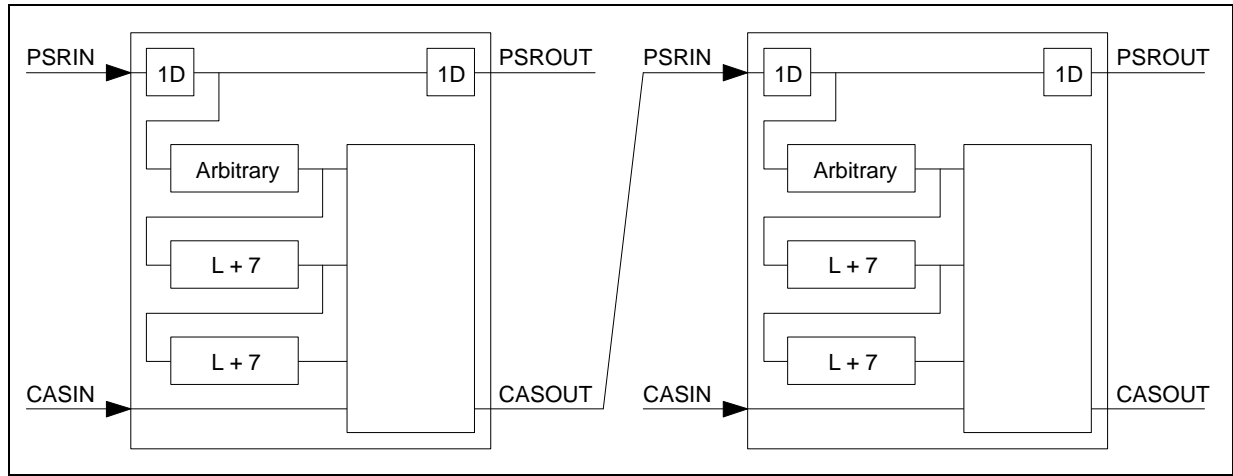 PSRIN 1D 1D PSROUT PSRIN 1D 1D PSROUT
Arbitrary Arbitrary
L + 7 L + 7
L + 7 L + 7
CASIN CASOUT CASIN CASOUT